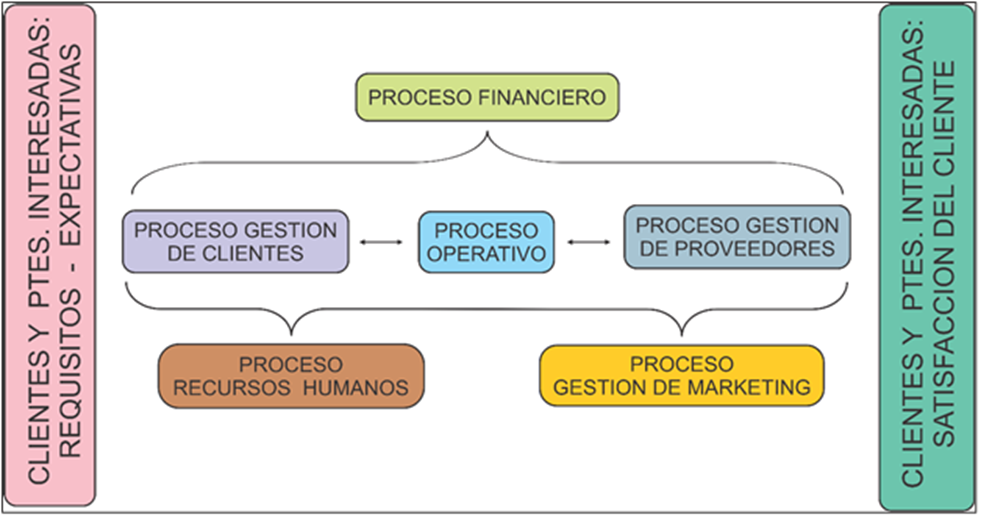 CLIENTES Y PTES. INTERESADAS:
REQUISITOS - EXPECTATIVAS
PROCESO FINANCIERO
PROCESO GESTION
DE CLIENTES
PROCESO
OPERATIVO
PROCESO GESTION
DE PROVEEDORES
PROCESO
RECURSOS HUMANOS
PROCESO
GESTION DE MARKETING
CLIENTES Y PTES. INTERESADAS:
SATISFACCION DEL CLIENTE